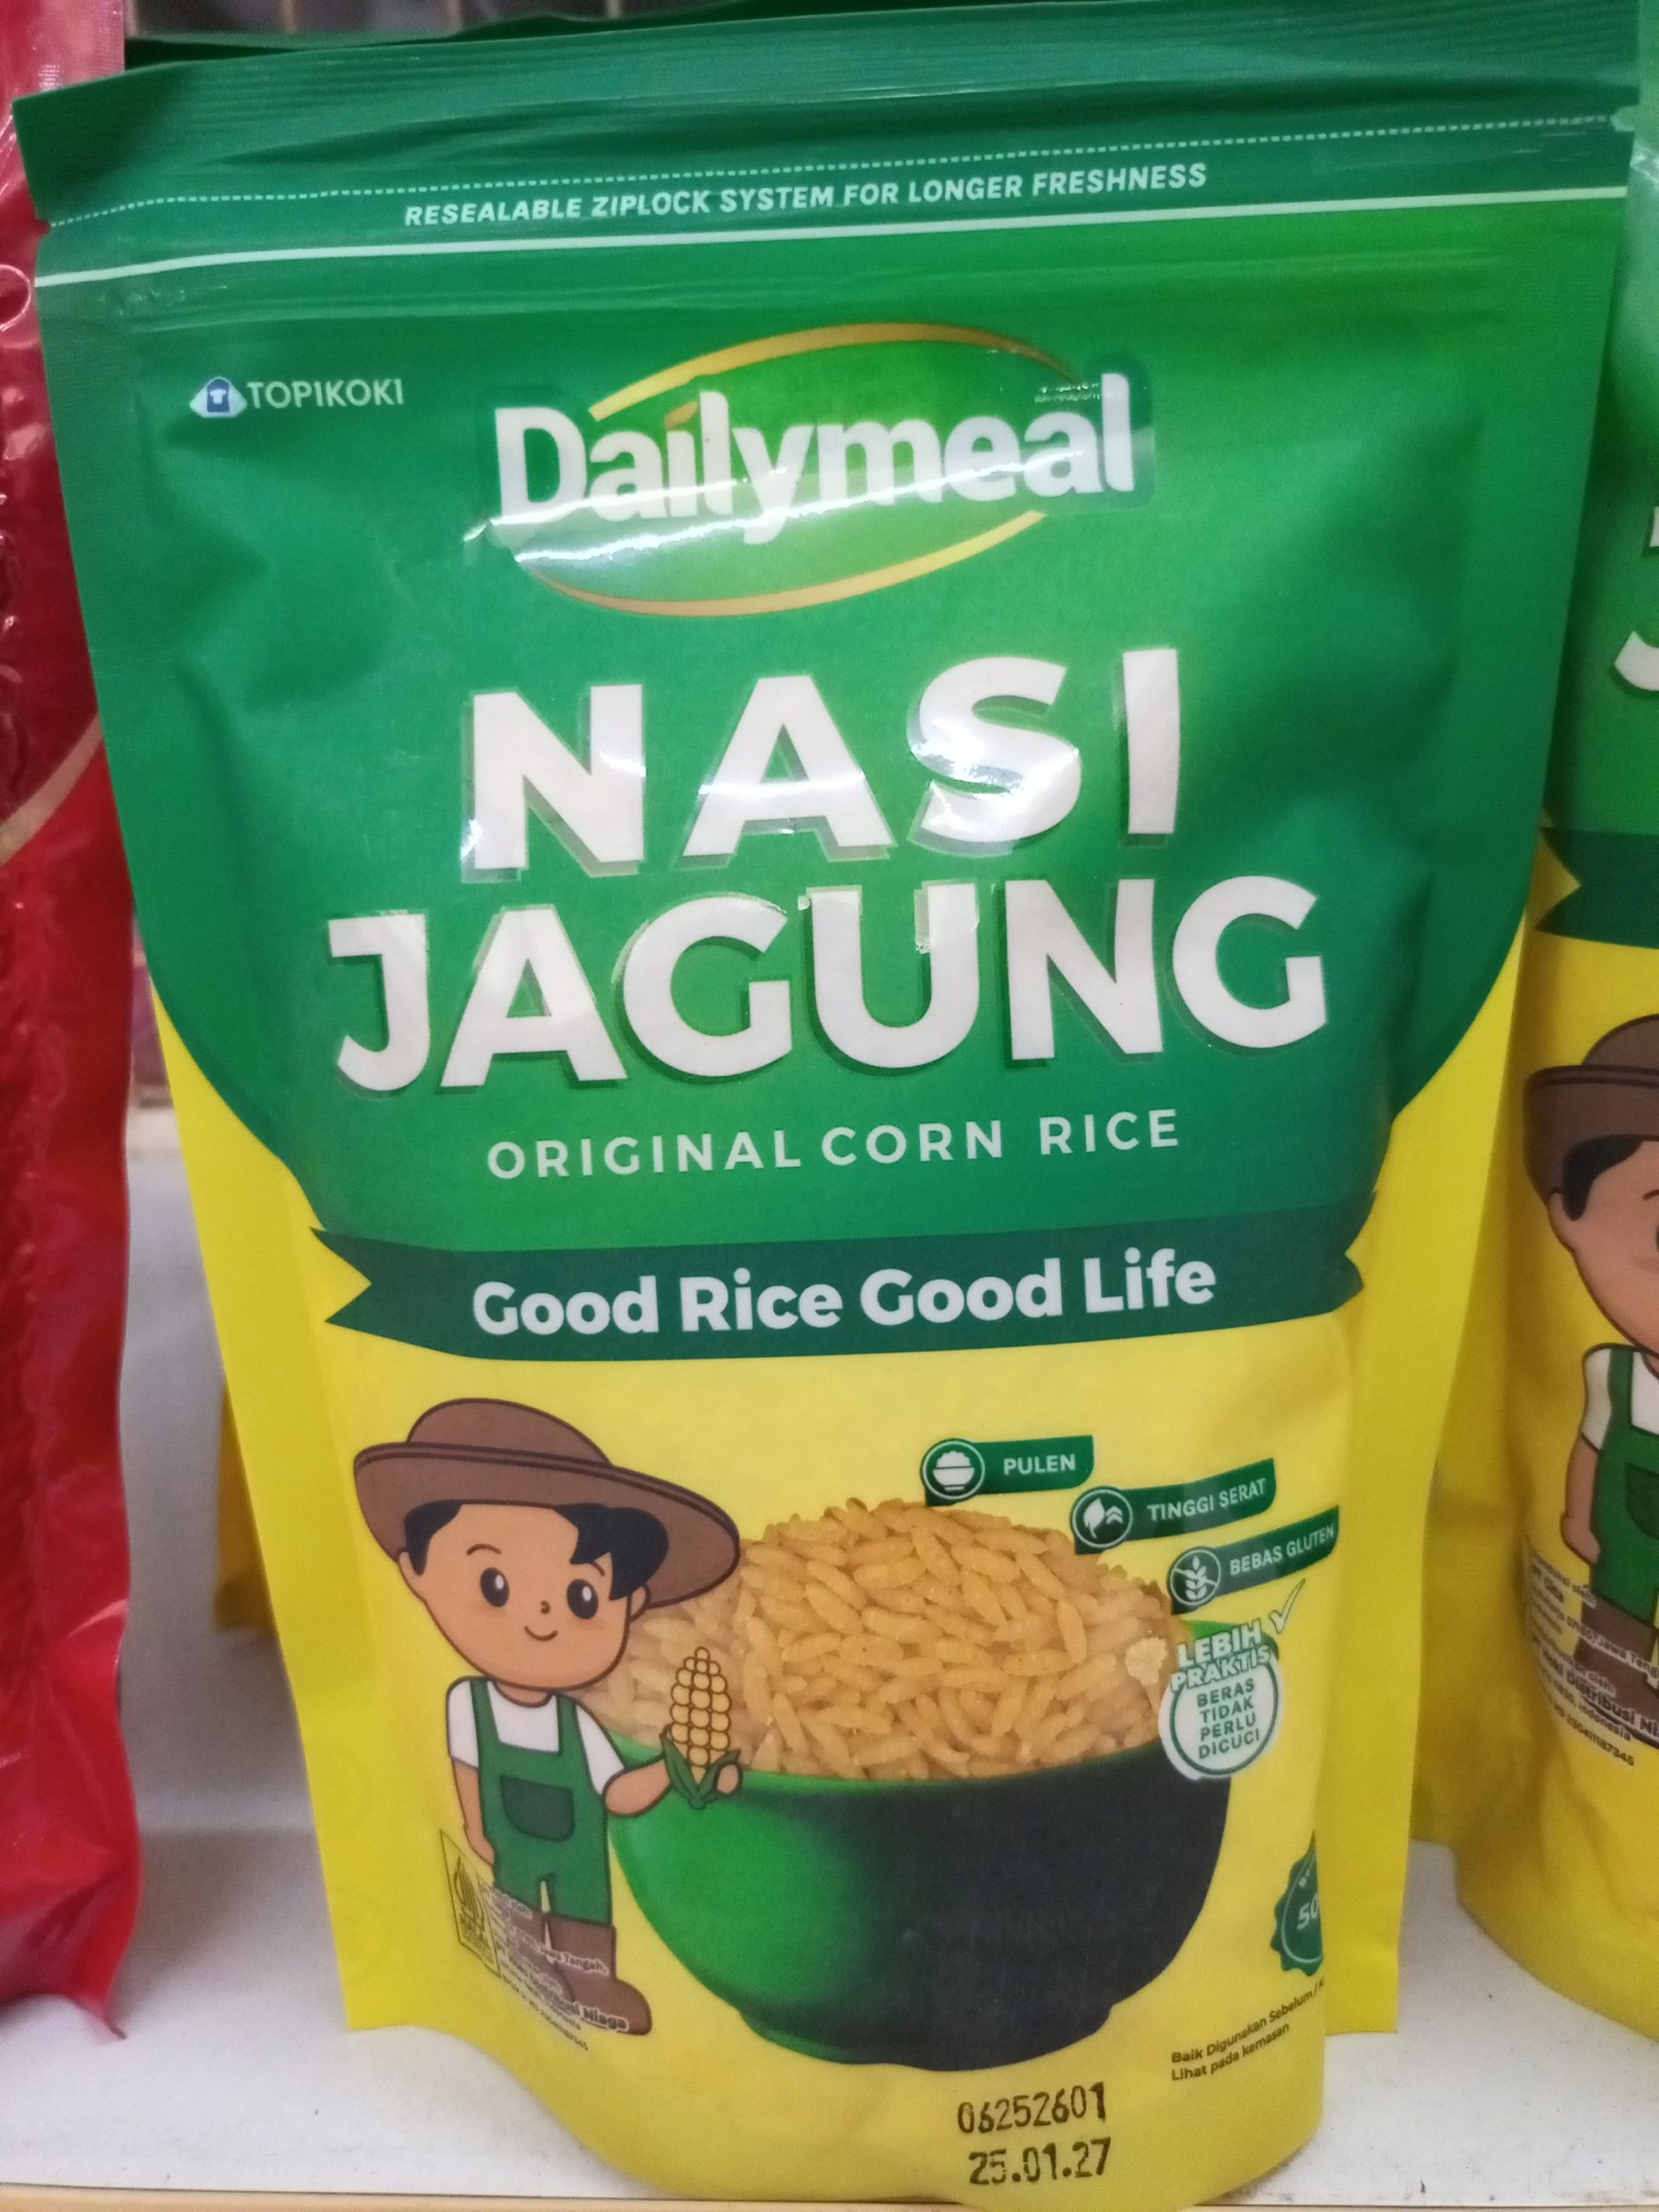 RESEALABLE ZIPLOCK SYSTEM FOR LONGER FRESHNESS
TOPIKOKI
Dailymeal
NASI
JAGUNG
ORIGINAL CORN RICE
Good Rice Good Life
PULEN
TINGGI SERAT
BEBAS GLUTEN
LEBIH
PRAKTIS
BERAS
TIDAK
PERLU
DICUCI
Baik Digunakan Sebelum /
Lihat pada kemasan
06252601
25.01.27